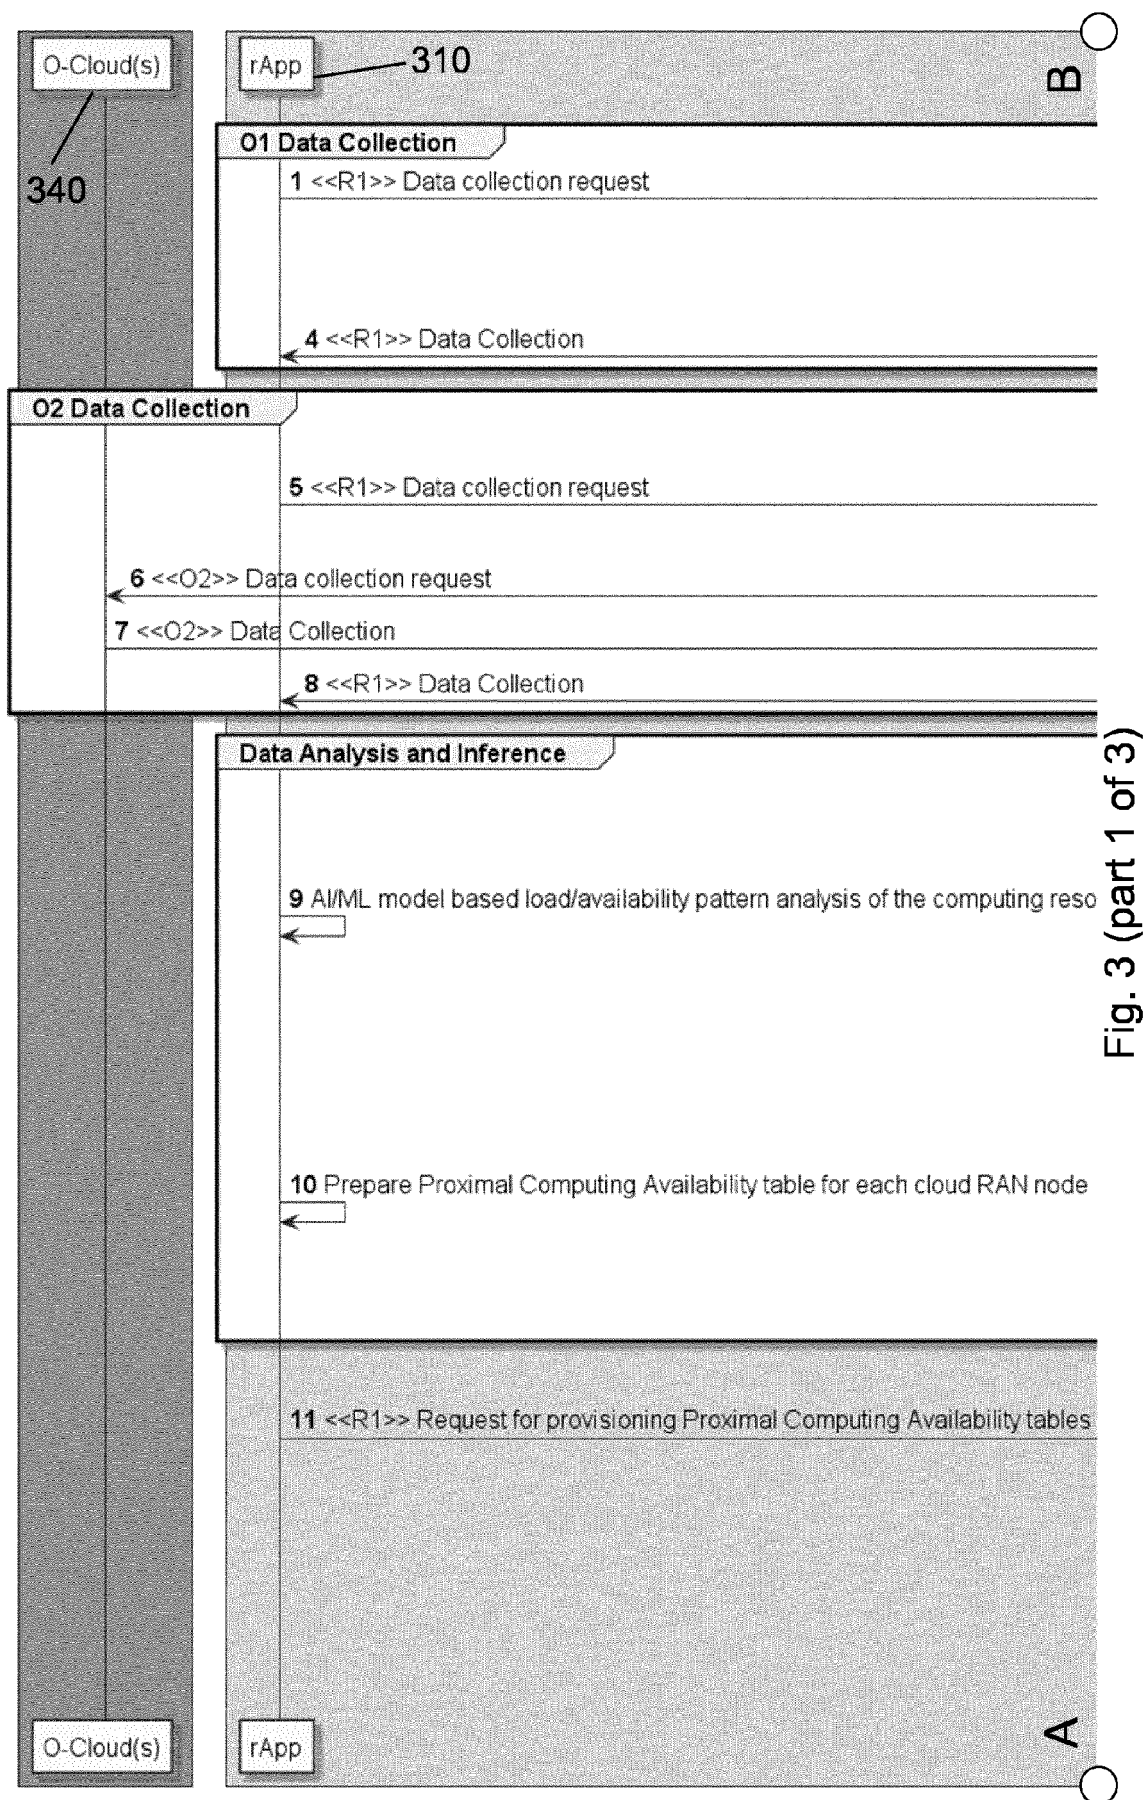 O-Cloud(s)
rApp
310
B
340
O1 Data Collection
1 <<R1>> Data collection request
4 <<R1>> Data Collection
O2 Data Collection
5 <<R1>> Data collection request
6 <<O2>> Data collection request
7 <<O2>> Data Collection
8 <<R1>> Data Collection
Data Analysis and Inference
9 AI/ML model based load/availability pattern analysis of the computing reso
10 Prepare Proximal Computing Availability table for each cloud RAN node
11 <<R1>> Request for provisioning Proximal Computing Availability tables
O-Cloud(s)
rApp
A
Fig. 3 (part 1 of 3)